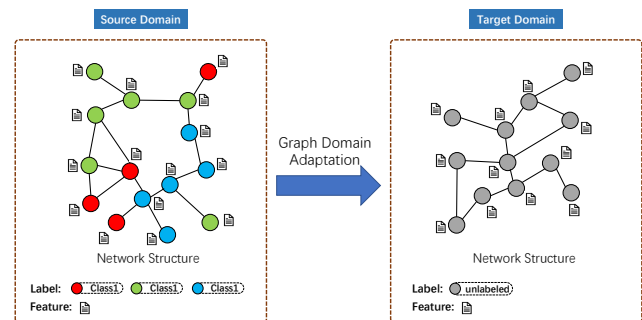 Source Domain
Target Domain
Graph Domain
Adaptation
Network Structure
Network Structure
Label: Class1 Class1 Class1
Feature:
Label: unlabeled
Feature: